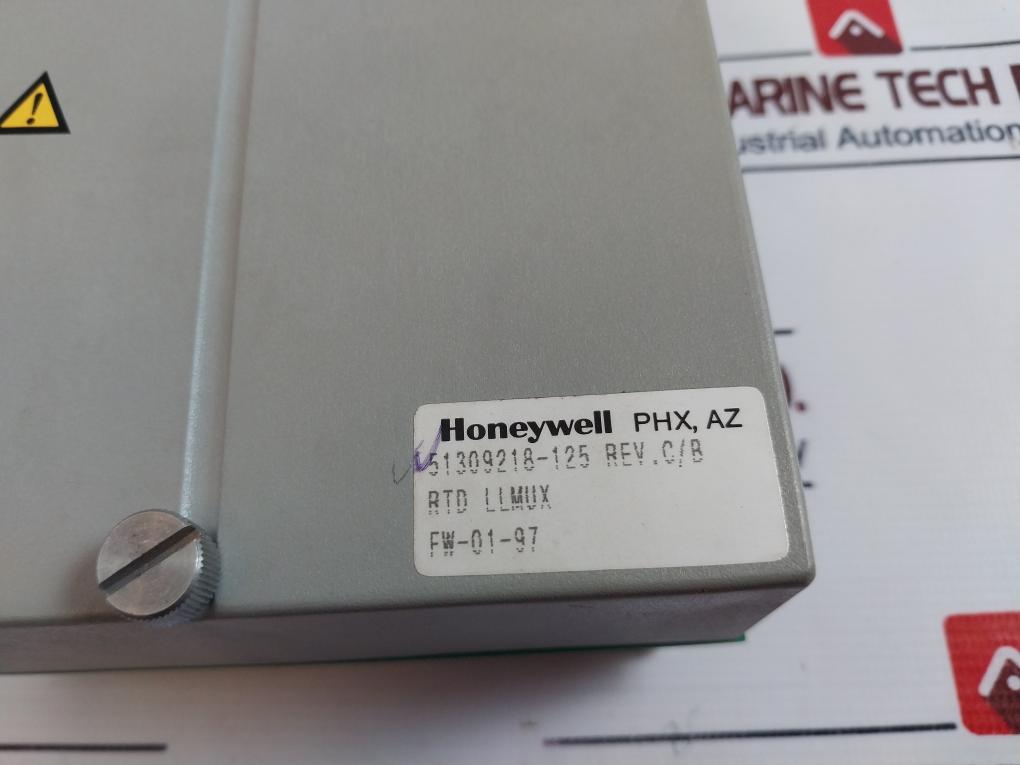 ARINE TECH
ustrial Automation
Honeywell PHX, AZ
51309218-125 REV.C/B
RTD LLMUX
FW-01-97